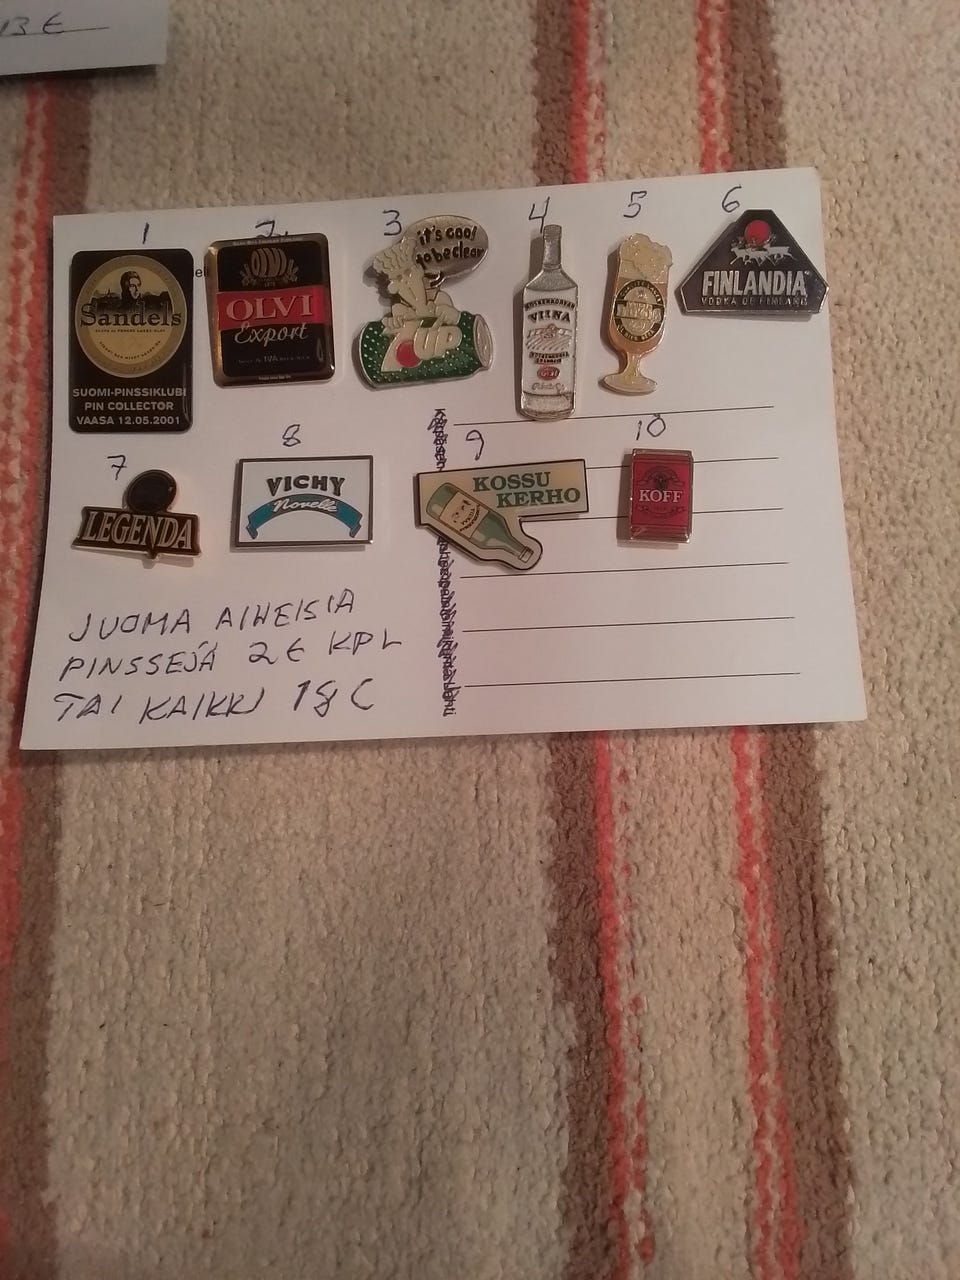 13 €
1
2
3
4
5
6
Sandels
SUOMI-PINSSIKLUBI
PIN COLLECTOR
VAASA 12.05.2001
OLVI
Export
it's cool
to be clear
7UP
KOSKENKORVAN
VIINA
FINLANDIA
VODKA OF FINLAND
7
8
9
10
LEGENDA
VICHY
Novelle
KOSSU
KERHO
KOFF
JUOMA AIHEISIA
PINSSEJÄ 2€ KPL
TAI KAIKKI 18 €